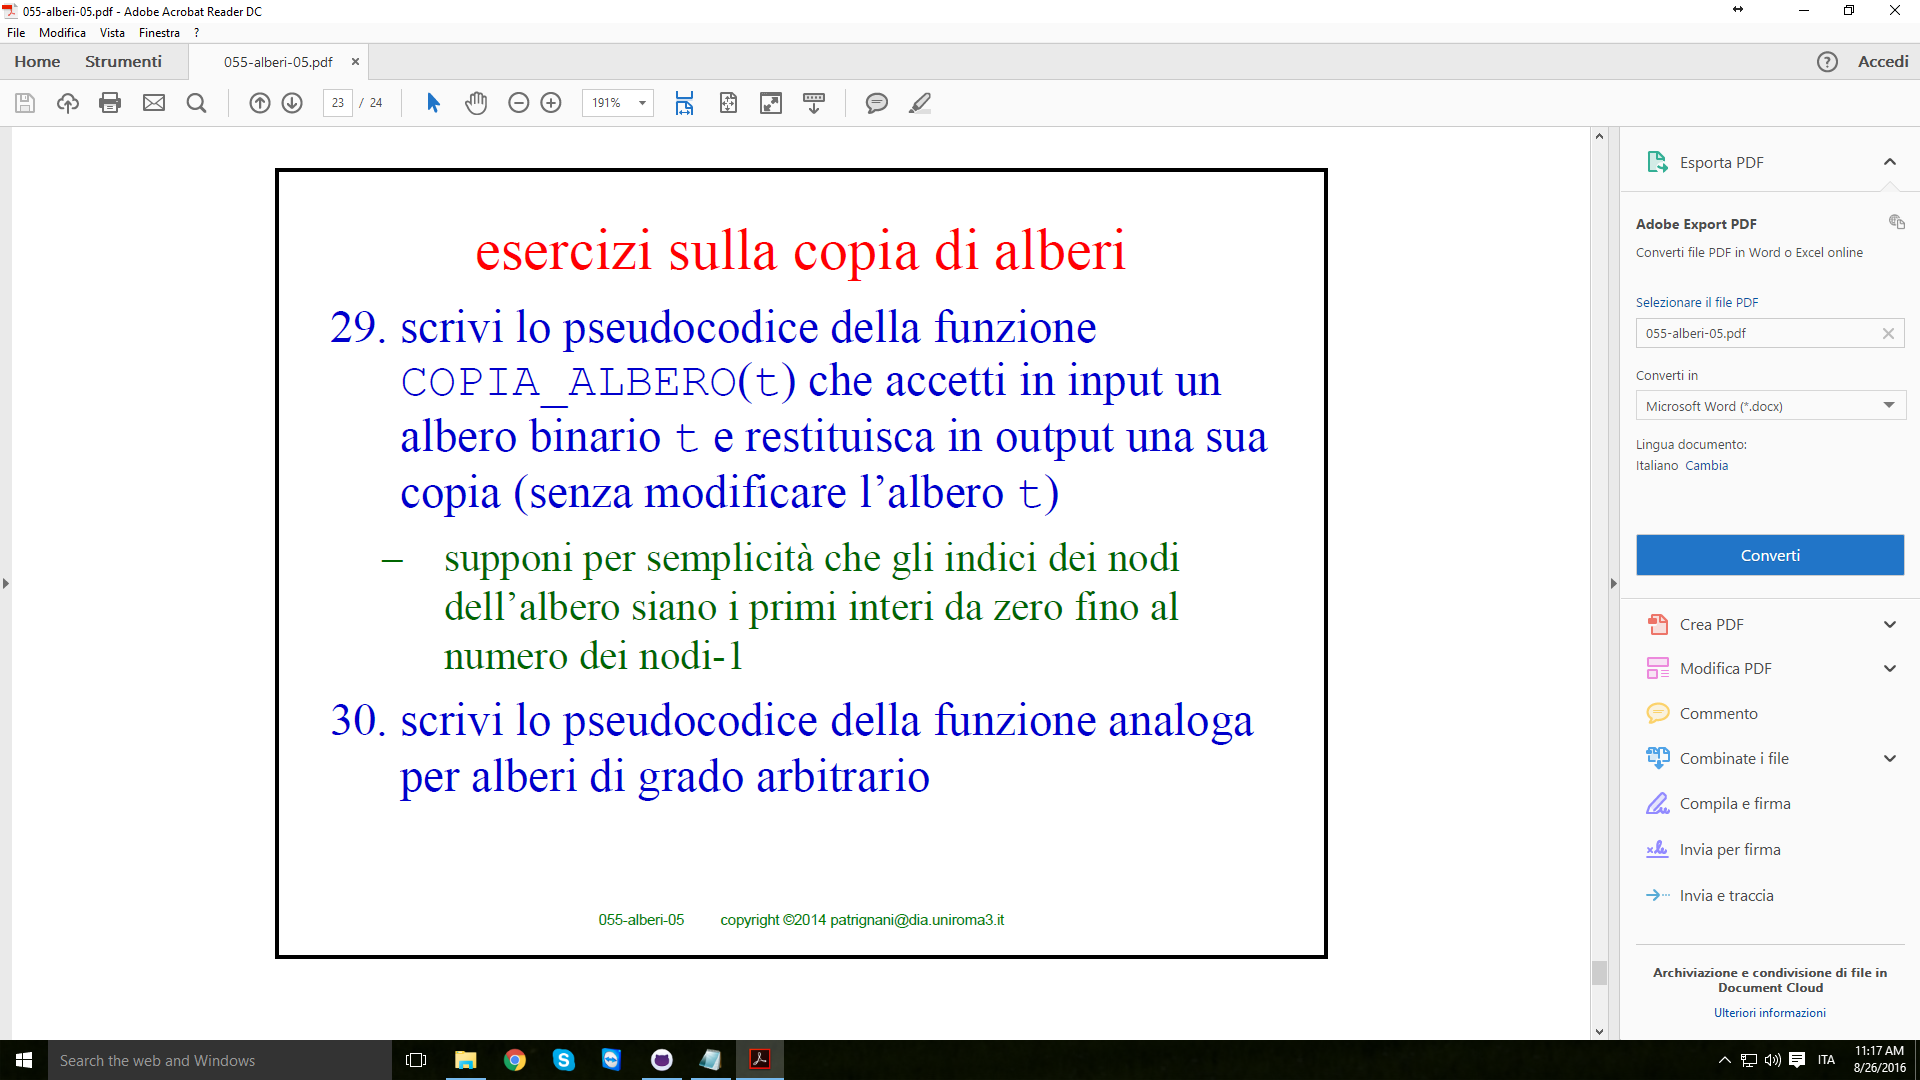 055-alberi-05.pdf - Adobe Acrobat Reader DC
File Modifica Vista Finestra ?
Home Strumenti 055-alberi-05.pdf × ? Accedi
23 / 24 191%
esercizi sulla copia di alberi
29. scrivi lo pseudocodice della funzione
COPIA_ALBERO(t) che accetti in input un
albero binario t e restituisca in output una sua
copia (senza modificare l’albero t)
– supponi per semplicità che gli indici dei nodi
dell’albero siano i primi interi da zero fino al
numero dei nodi-1
30. scrivi lo pseudocodice della funzione analoga
per alberi di grado arbitrario
055-alberi-05 copyright ©2014 patrignani@dia.uniroma3.it
Esporta PDF
Adobe Export PDF
Converti file PDF in Word o Excel online
Selezionare il file PDF
055-alberi-05.pdf
Converti in
Microsoft Word (*.docx)
Lingua documento:
Italiano Cambia
Converti
Crea PDF
Modifica PDF
Commento
Combinate i file
Compila e firma
Invia per firma
Invia e traccia
Archiviazione e condivisione di file in
Document Cloud
Ulteriori informazioni
Search the web and Windows
ITA
11:17 AM
8/26/2016